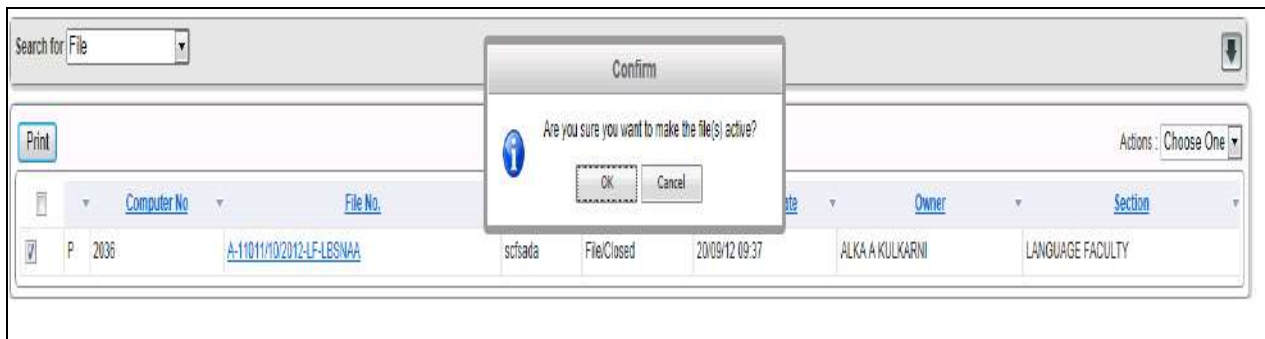 Search for File
Confirm
Are you sure you want to make the file(s) active?
OK Cancel
Print
Actions : Choose One
Computer No File No. ate Owner Section
P 2036 A-11011/10/2012-LF-LBSNAA scfsada File/Closed 20/09/12 09:37 ALKA A KULKARNI LANGUAGE FACULTY